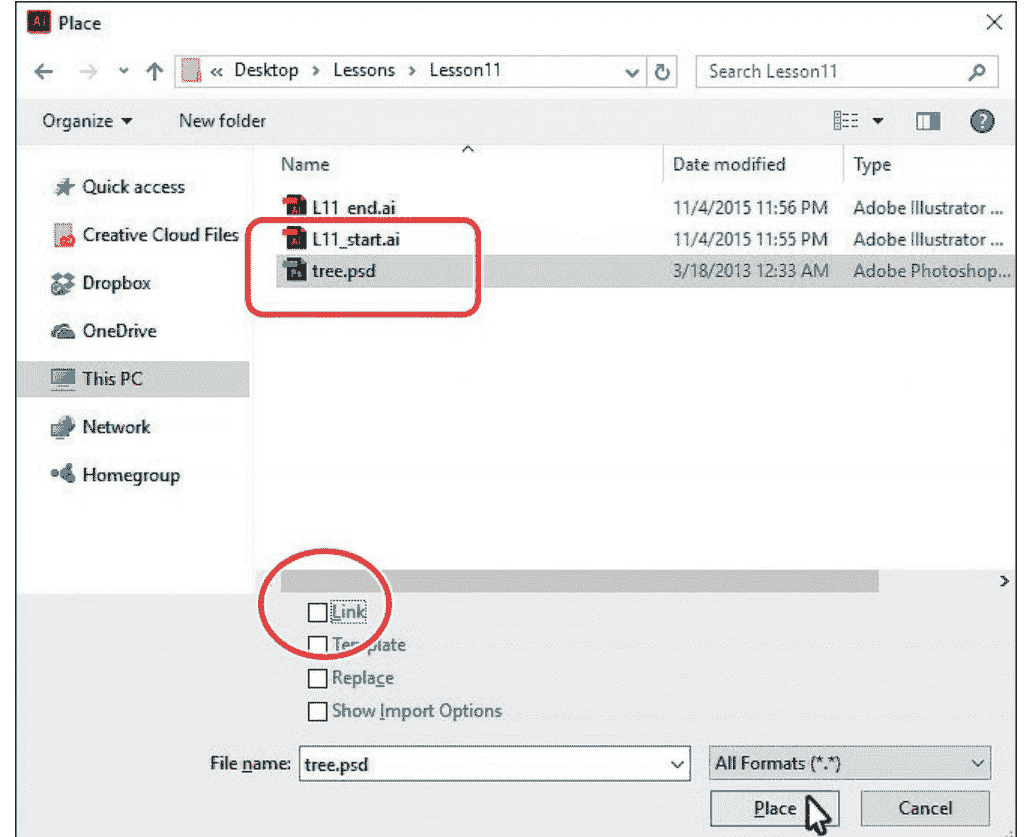 Ai Place
« Desktop > Lessons > Lesson11 Search Lesson11
Organize New folder
Name Date modified Type
Quick access
Creative Cloud Files
Dropbox
OneDrive
This PC
Network
Homegroup
L11_end.ai 11/4/2015 11:56 PM Adobe Illustrator ...
L11_start.ai 11/4/2015 11:55 PM Adobe Illustrator ...
tree.psd 3/18/2013 12:33 AM Adobe Photoshop...
Link
Template
Replace
Show Import Options
File name: tree.psd All Formats (*.*)
Place Cancel